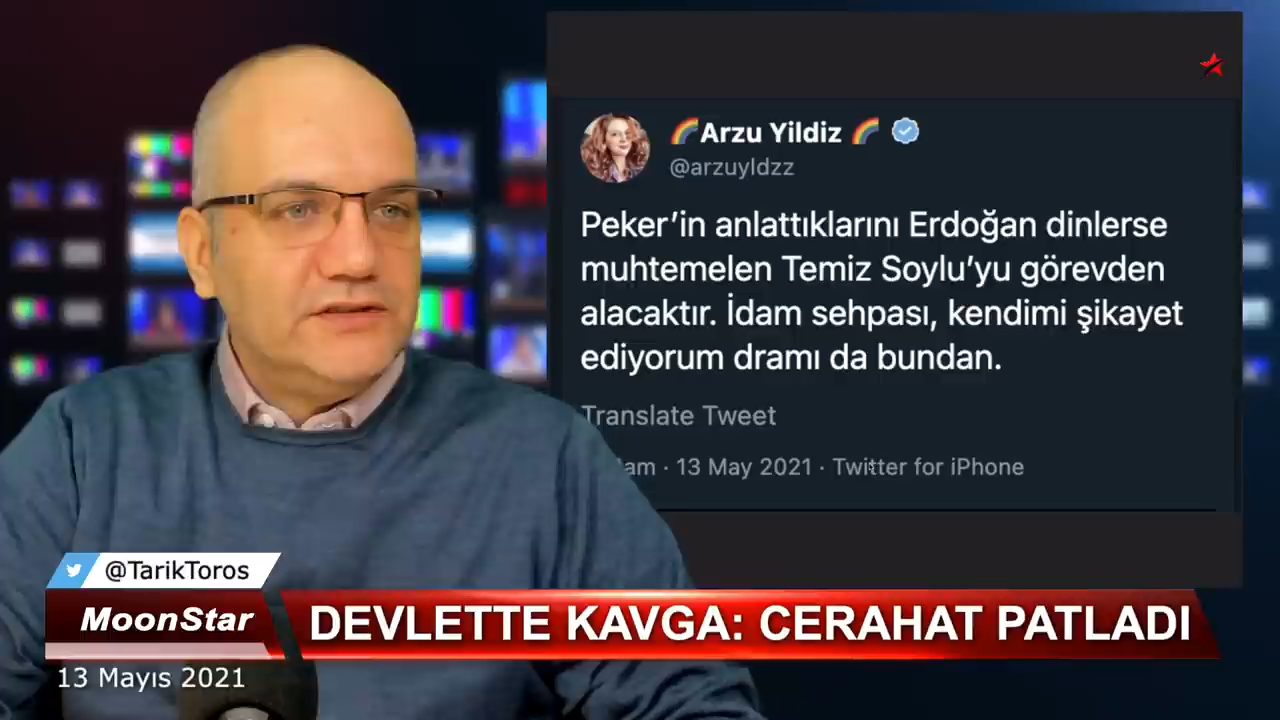 Arzu Yildiz
@arzuyldzz
Peker'in anlattıklarını Erdoğan dinlerse
muhtemelen Temiz Soylu'yu görevden
alacaktır. İdam sehpası, kendimi şikayet
ediyorum dramı da bundan.
Translate Tweet
am · 13 May 2021 · Twitter for iPhone
@TarikToros
MoonStar
DEVLETTE KAVGA: CERAHAT PATLADI
13 Mayıs 2021